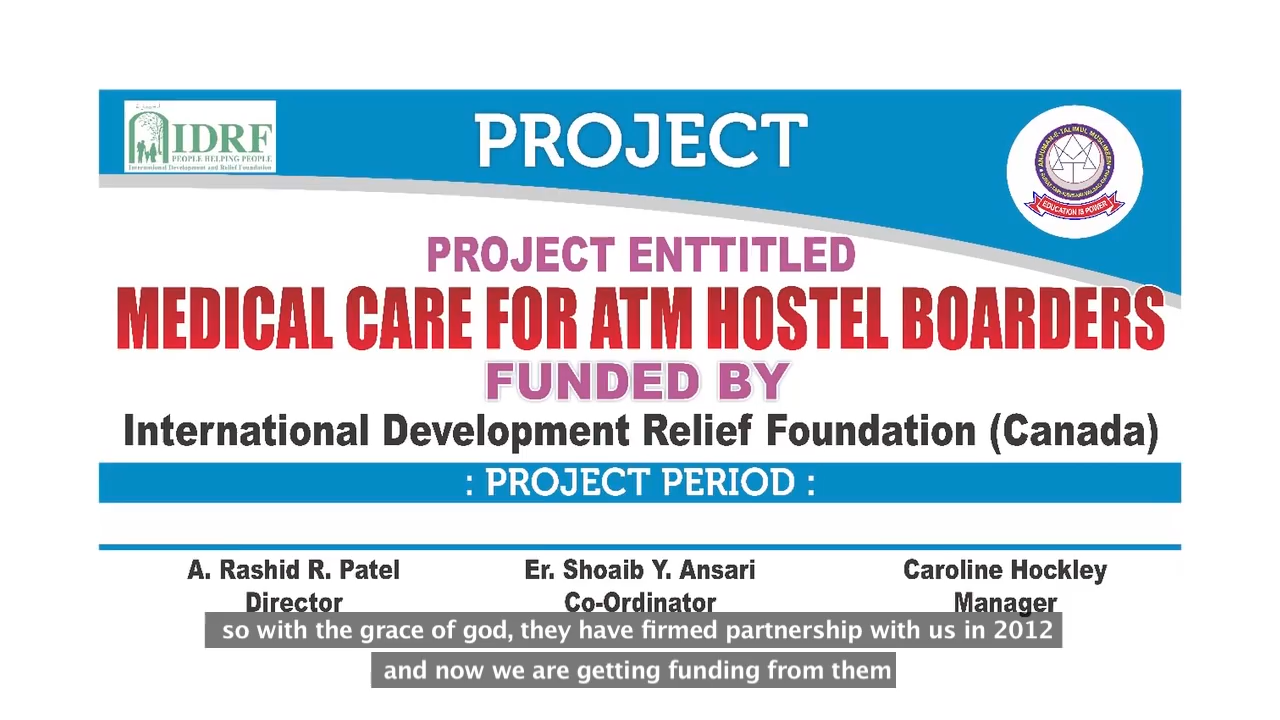 IDRF
PEOPLE HELPING PEOPLE
International Development and Relief Foundation
PROJECT
ANJUMAN-E-TALIMUL MUSLIMEEN
EDUCATION IS POWER
PROJECT ENTTITLED
MEDICAL CARE FOR ATM HOSTEL BOARDERS
FUNDED BY
International Development Relief Foundation (Canada)
: PROJECT PERIOD :
A. Rashid R. Patel
Director
Er. Shoaib Y. Ansari
Co-Ordinator
Caroline Hockley
Manager
so with the grace of god, they have firmed partnership with us in 2012
and now we are getting funding from them